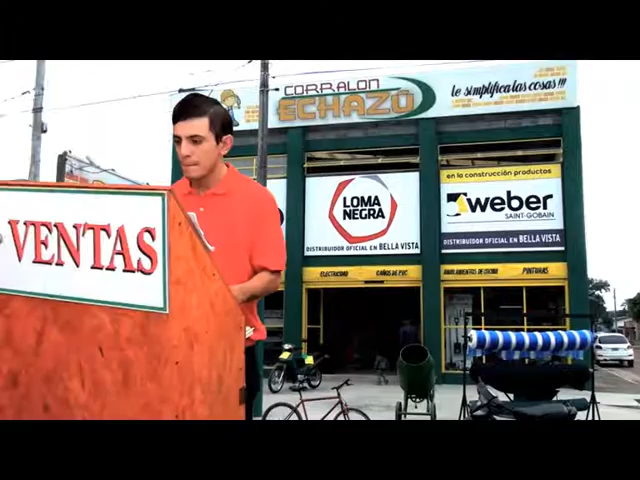 CORRALON
ECHAZÚ
le simplifica las cosas!!!
en la construcción productos
LOMA
NEGRA
weber
SAINT-GOBAIN
DISTRIBUIDOR OFICIAL EN BELLA VISTA
DISTRIBUIDOR OFICIAL EN BELLA VISTA
VENTAS
ELECTRICIDAD
CAÑOS DE PVC
AMOBLAMIENTOS DE COCINA
PINTURAS